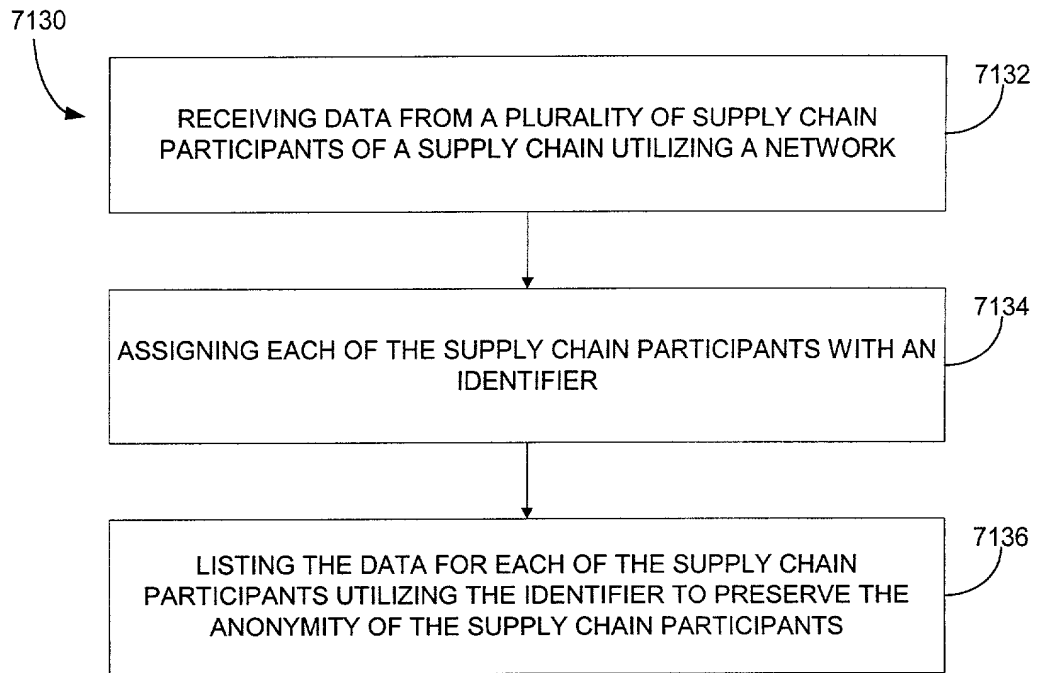 7130
7132
RECEIVING DATA FROM A PLURALITY OF SUPPLY CHAIN
PARTICIPANTS OF A SUPPLY CHAIN UTILIZING A NETWORK
7134
ASSIGNING EACH OF THE SUPPLY CHAIN PARTICIPANTS WITH AN
IDENTIFIER
7136
LISTING THE DATA FOR EACH OF THE SUPPLY CHAIN
PARTICIPANTS UTILIZING THE IDENTIFIER TO PRESERVE THE
ANONYMITY OF THE SUPPLY CHAIN PARTICIPANTS